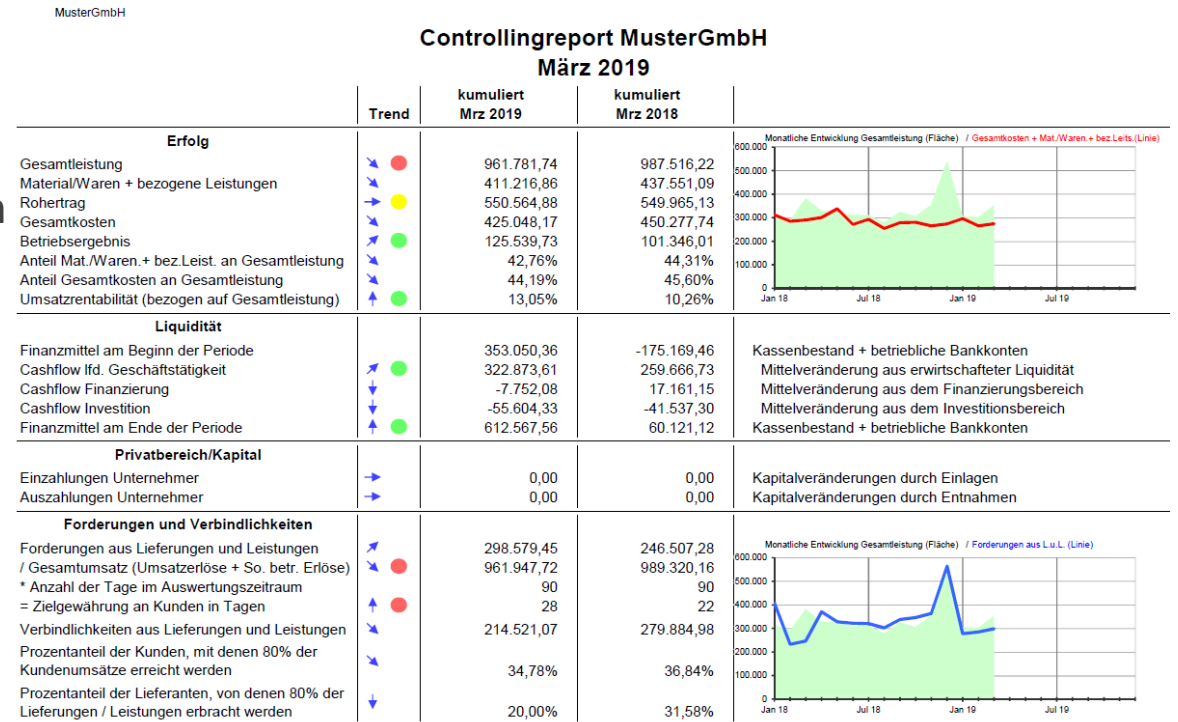 MusterGmbH
Controllingreport MusterGmbH
März 2019
Trend kumuliert Mrz 2019 kumuliert Mrz 2018
Erfolg
Gesamtleistung 961.781,74 987.516,22
Material/Waren + bezogene Leistungen 411.216,86 437.551,09
Rohertrag 550.564,88 549.965,13
Gesamtkosten 425.048,17 450.277,74
Betriebsergebnis 125.539,73 101.346,01
Anteil Mat./Waren.+ bez.Leist. an Gesamtleistung 42,76% 44,31%
Anteil Gesamtkosten an Gesamtleistung 44,19% 45,60%
Umsatzrentabilität (bezogen auf Gesamtleistung) 13,05% 10,26%
Monatliche Entwicklung Gesamtleistung (Fläche) / Gesamtkosten + Mat./Waren.+ bez.Leits.(Linie)
600.000
500.000
400.000
300.000
200.000
100.000
0
Jan 18 Jul 18 Jan 19 Jul 19
Liquidität
Finanzmittel am Beginn der Periode 353.050,36 -175.169,46 Kassenbestand + betriebliche Bankkonten
Cashflow lfd. Geschäftstätigkeit 322.873,61 259.666,73 Mittelveränderung aus erwirtschafteter Liquidität
Cashflow Finanzierung -7.752,08 17.161,15 Mittelveränderung aus dem Finanzierungsbereich
Cashflow Investition -55.604,33 -41.537,30 Mittelveränderung aus dem Investitionsbereich
Finanzmittel am Ende der Periode 612.567,56 60.121,12 Kassenbestand + betriebliche Bankkonten
Privatbereich/Kapital
Einzahlungen Unternehmer 0,00 0,00 Kapitalveränderungen durch Einlagen
Auszahlungen Unternehmer 0,00 0,00 Kapitalveränderungen durch Entnahmen
Forderungen und Verbindlichkeiten
Forderungen aus Lieferungen und Leistungen 298.579,45 246.507,28
/ Gesamtumsatz (Umsatzerlöse + So. betr. Erlöse) 961.947,72 989.320,16
* Anzahl der Tage im Auswertungszeitraum 90 90
= Zielgewährung an Kunden in Tagen 28 22
Verbindlichkeiten aus Lieferungen und Leistungen 214.521,07 279.884,98
Prozentanteil der Kunden, mit denen 80% der
Kundenumsätze erreicht werden 34,78% 36,84%
Prozentanteil der Lieferanten, von denen 80% der
Lieferungen / Leistungen erbracht werden 20,00% 31,58%
Monatliche Entwicklung Gesamtleistung (Fläche) / Forderungen aus L.u.L. (Linie)
600.000
500.000
400.000
300.000
200.000
100.000
0
Jan 18 Jul 18 Jan 19 Jul 19